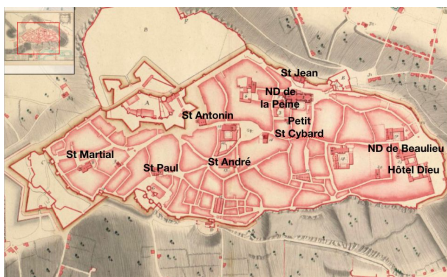 St Jean
ND de
la Peine
St Antonin
Petit
St Cybard
St Martial
St Paul
St André
ND de Beaulieu
Hôtel Dieu
A